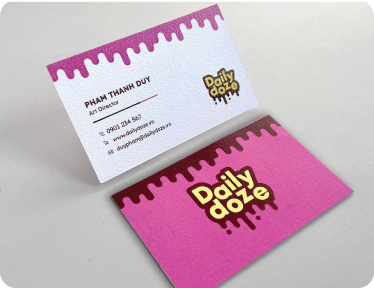 PHAM THANH DUY
Art Director
0901 234 567
www.dailydoze.vn
duypham@dailydoze.vn
Daily
doze
Daily
doze